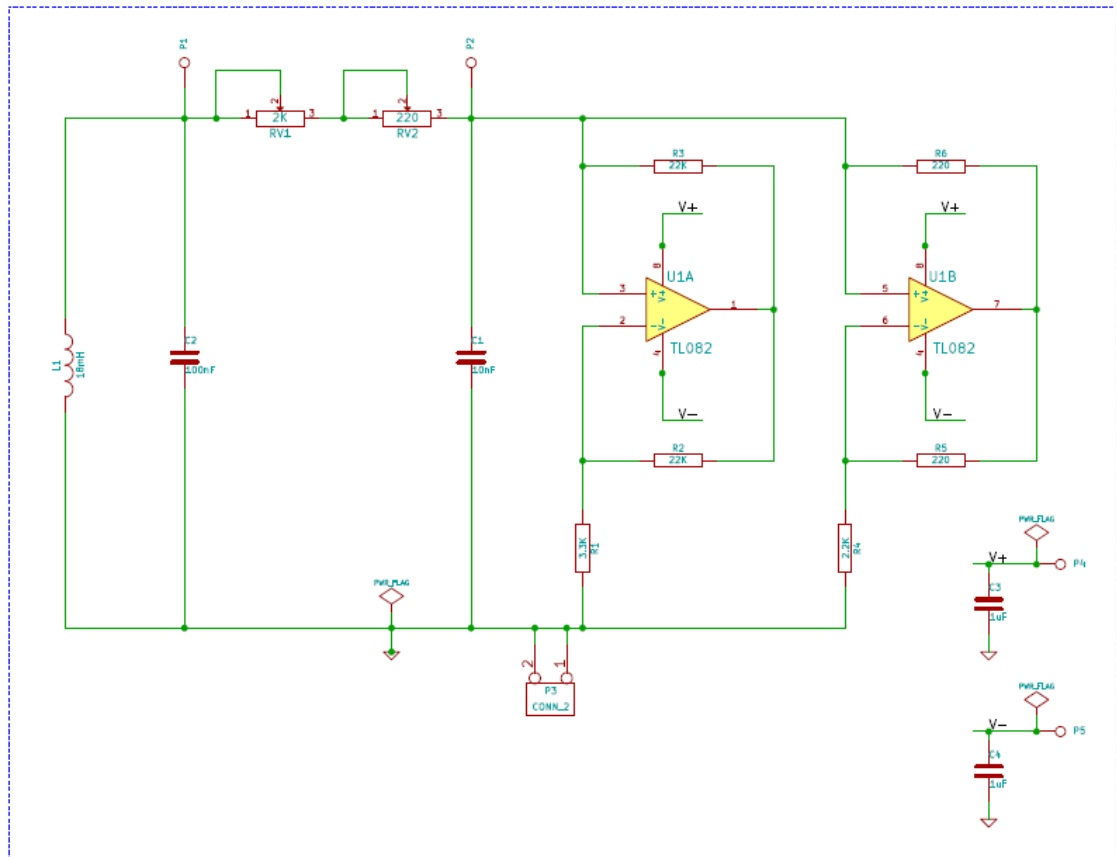 P1
P2
2
2
1
2K
3
1
220
3
RV1
RV2
R3
22K
R6
220
V+
V+
8
8
U1A
U1B
3
+
V+
5
+
V+
1
7
2
-
V-
6
-
V-
4
TL082
4
TL082
L1
18mH
C2
100nF
C1
10nF
V-
V-
R2
22K
R5
220
3.3K
R1
2.2K
R4
PWR_FLAG
V+
P4
C3
1uF
PWR_FLAG
2
1
P3
CONN_2
PWR_FLAG
V-
P5
C4
1uF